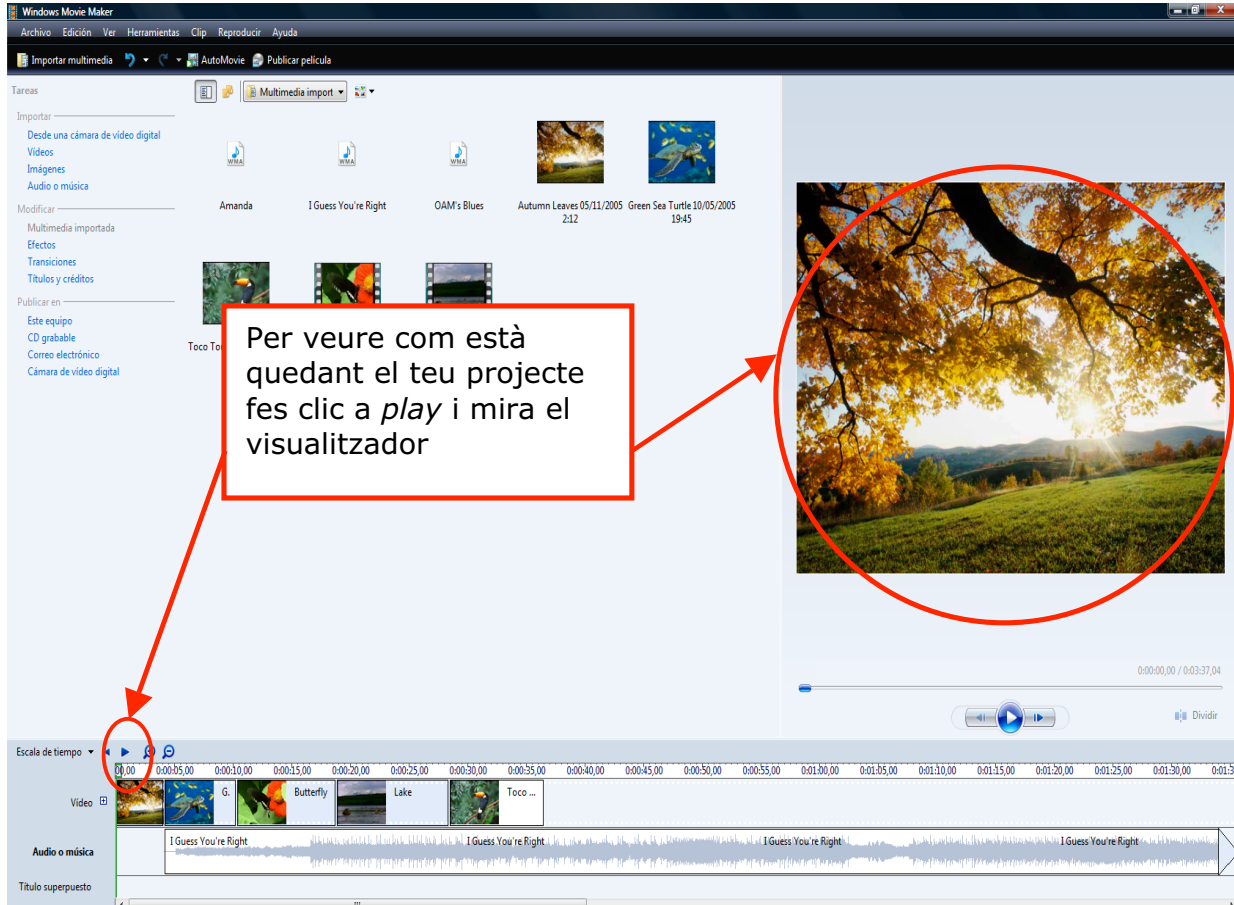 Windows Movie Maker
Archivo Edición Ver Herramientas Clip Reproducir Ayuda
Importar multimedia AutoMovie Publicar película
Tareas
Multimedia import
Importar
Desde una cámara de vídeo digital
Vídeos
Imágenes
Audio o música
Modificar
Multimedia importada
Efectos
Transiciones
Títulos y créditos
Publicar en
Este equipo
CD grabable
Correo electrónico
Cámara de vídeo digital
WMA WMA WMA
Amanda I Guess You're Right OAM's Blues Autumn Leaves 05/11/2005 Green Sea Turtle 10/05/2005
2:12 19:45
Toco
Per veure com està
quedant el teu projecte
fes clic a play i mira el
visualitzador
0:00:00,00 / 0:03:37,04
Dividir
Escala de tiempo
00,00 0:00:05,00 0:00:10,00 0:00:15,00 0:00:20,00 0:00:25,00 0:00:30,00 0:00:35,00 0:00:40,00 0:00:45,00 0:00:50,00 0:00:55,00 0:01:00,00 0:01:05,00 0:01:10,00 0:01:15,00 0:01:20,00 0:01:25,00 0:01:30,00 0:01:3
Vídeo G. Butterfly Lake Toco ...
Audio o música I Guess You're Right I Guess You're Right I Guess You're Right I Guess You're Right
Título superpuesto